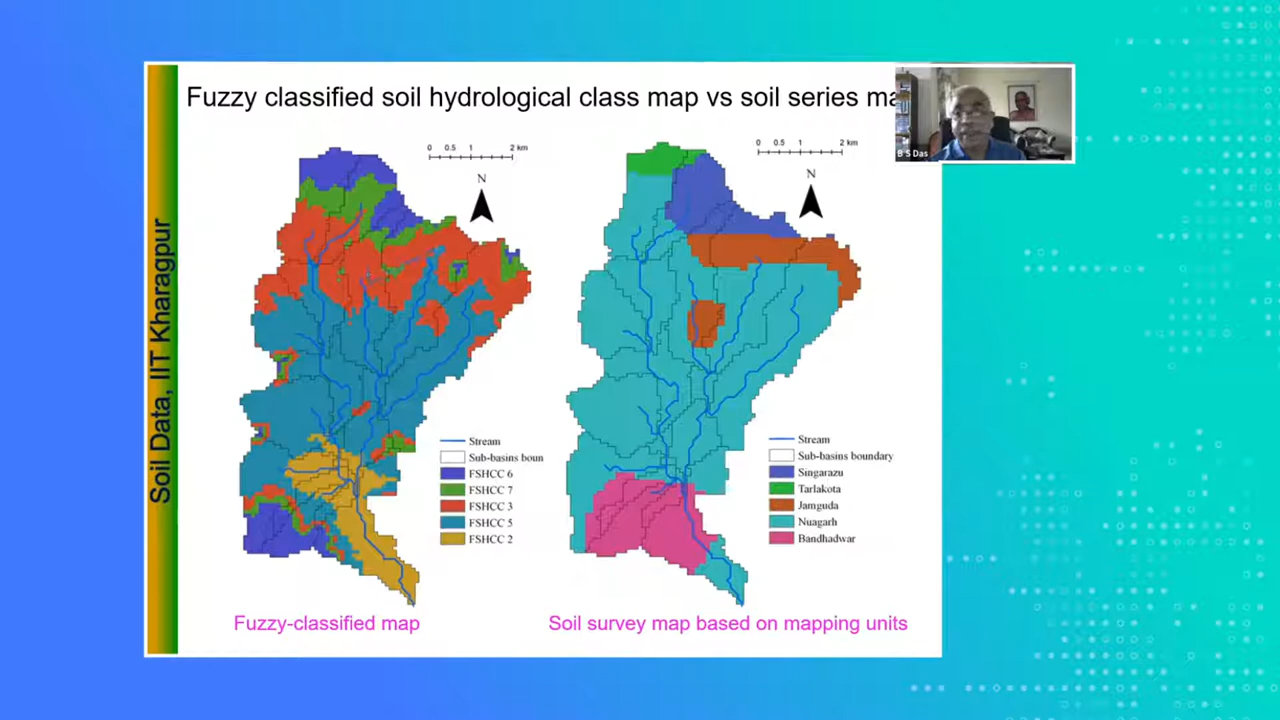 Fuzzy classified soil hydrological class map vs soil series ma
B S Das
Soil Data, IIT Kharagpur
0 0.5 1 2 km
N
Stream
Sub-basins boun
FSHCC 6
FSHCC 7
FSHCC 3
FSHCC 5
FSHCC 2
Fuzzy-classified map
0 0.5 1 2 km
N
Stream
Sub-basins boundary
Singarazu
Tarlakota
Jamguda
Nuagarh
Bandhadwar
Soil survey map based on mapping units